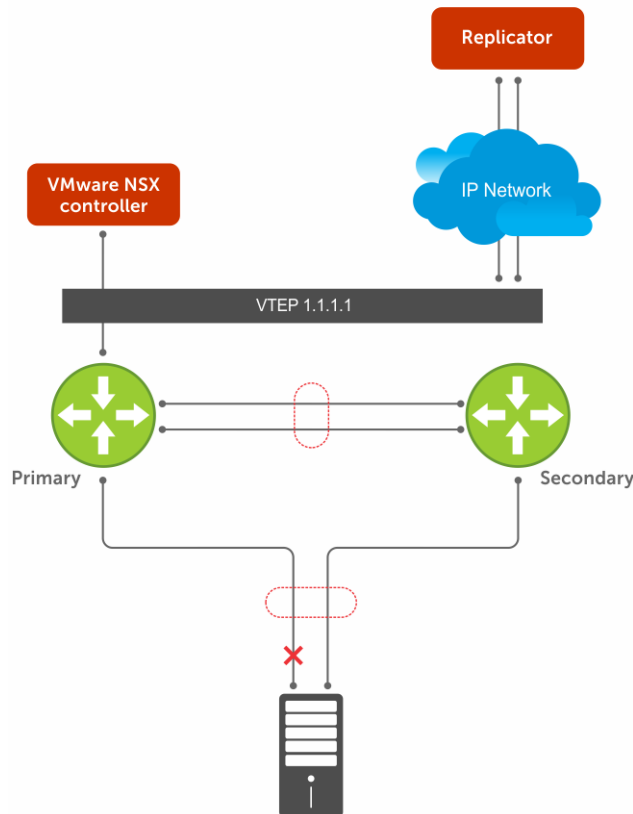 Replicator
IP Network
VMware NSX
controller
VTEP 1.1.1.1
Primary
Secondary